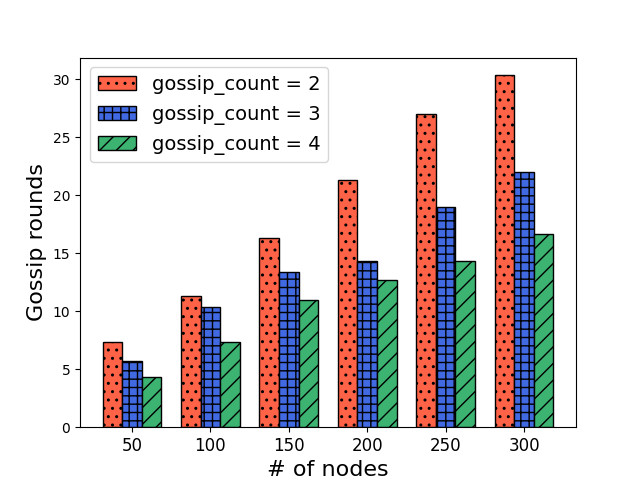 gossip_count = 2
gossip_count = 3
gossip_count = 4
Gossip rounds
30
25
20
15
10
5
0
50 100 150 200 250 300
# of nodes